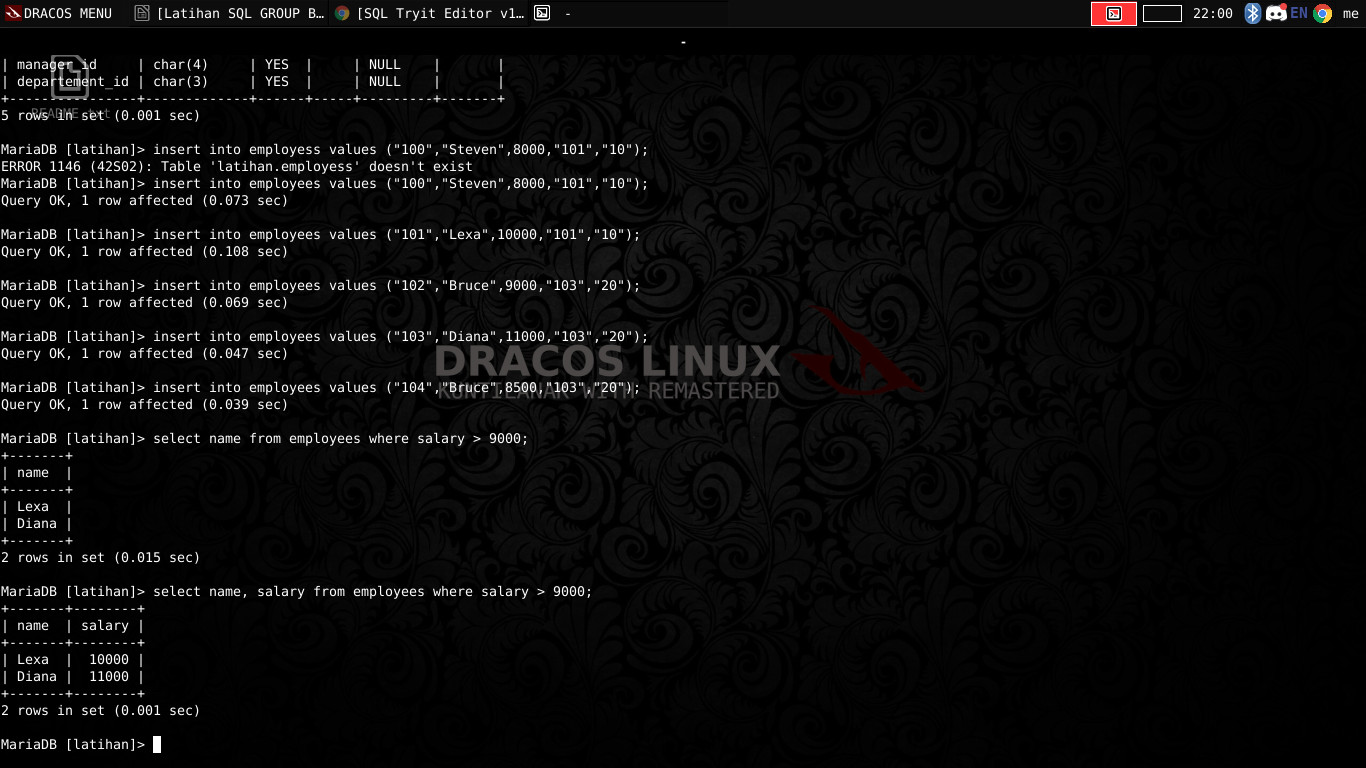 DRACOS MENU [Latihan SQL GROUP B… [SQL Tryit Editor v1… - 22:00 EN me
-
| manager_id     | char(4)     | YES  |     | NULL    |       |
| departement_id | char(3)     | YES  |     | NULL    |       |
+----------------+-------------+------+-----+---------+-------+
README.txt
5 rows in set (0.001 sec)
MariaDB [latihan]> insert into employess values ("100","Steven",8000,"101","10");
ERROR 1146 (42S02): Table 'latihan.employess' doesn't exist
MariaDB [latihan]> insert into employees values ("100","Steven",8000,"101","10");
Query OK, 1 row affected (0.073 sec)
MariaDB [latihan]> insert into employees values ("101","Lexa",10000,"101","10");
Query OK, 1 row affected (0.108 sec)
MariaDB [latihan]> insert into employees values ("102","Bruce",9000,"103","20");
Query OK, 1 row affected (0.069 sec)
MariaDB [latihan]> insert into employees values ("103","Diana",11000,"103","20");
Query OK, 1 row affected (0.047 sec)
DRACOS LINUX
MariaDB [latihan]> insert into employees values ("104","Bruce",8500,"103","20");
KUNTILANAK WITH REMASTERED
Query OK, 1 row affected (0.039 sec)
MariaDB [latihan]> select name from employees where salary > 9000;
+-------+
| name  |
+-------+
| Lexa  |
| Diana |
+-------+
2 rows in set (0.015 sec)
MariaDB [latihan]> select name, salary from employees where salary > 9000;
+-------+--------+
| name  | salary |
+-------+--------+
| Lexa  |  10000 |
| Diana |  11000 |
+-------+--------+
2 rows in set (0.001 sec)
MariaDB [latihan]>